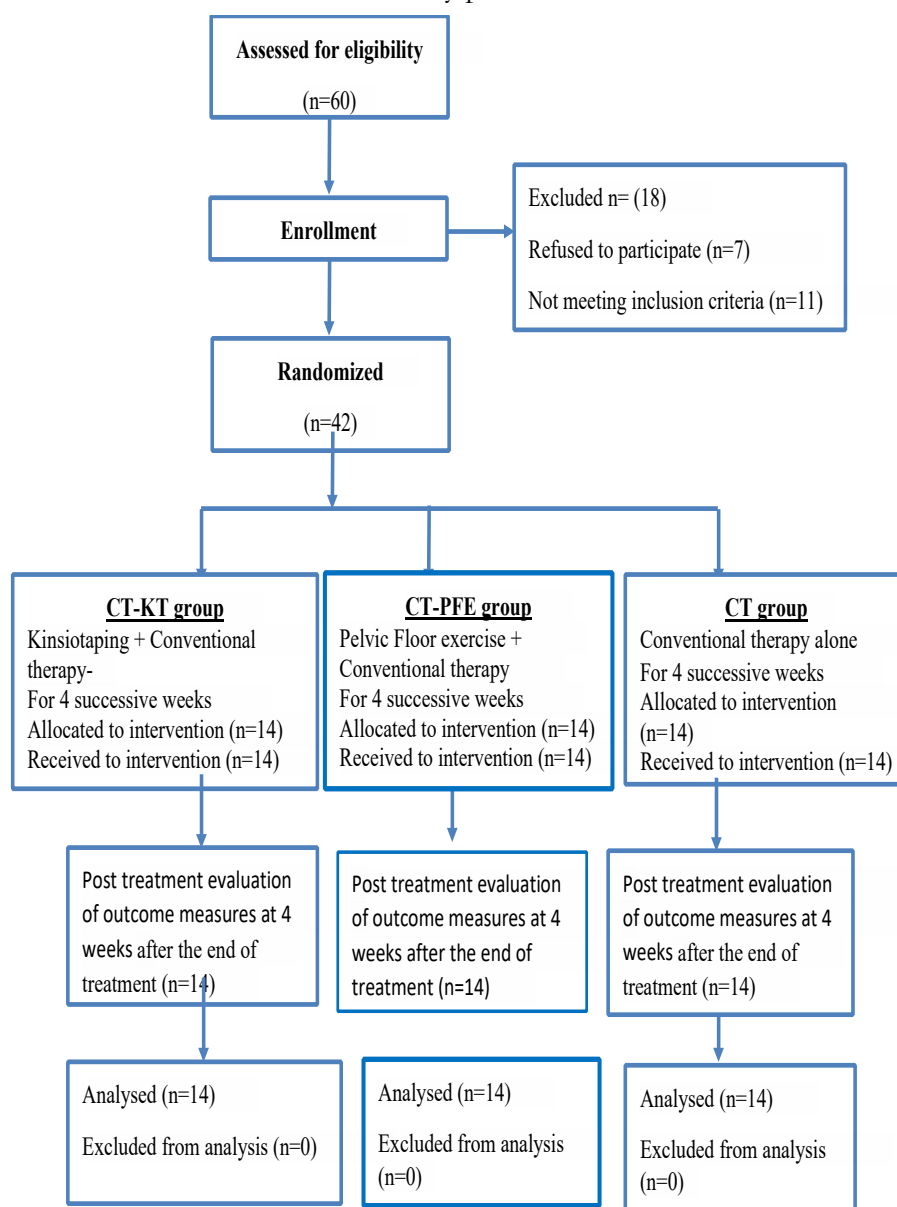 Assessed for eligibility
(n=60)
Enrollment
Excluded n= (18)
Refused to participate (n=7)
Not meeting inclusion criteria (n=11)
Randomized
(n=42)
CT-KT group
Kinsiotaping + Conventional
therapy-
For 4 successive weeks
Allocated to intervention (n=14)
Received to intervention (n=14)
CT-PFE group
Pelvic Floor exercise +
Conventional therapy
For 4 successive weeks
Allocated to intervention (n=14)
Received to intervention (n=14)
CT group
Conventional therapy alone
For 4 successive weeks
Allocated to intervention
(n=14)
Received to intervention (n=14)
Post treatment evaluation
of outcome measures at 4
weeks after the end of
treatment (n=14)
Post treatment evaluation
of outcome measures at 4
weeks after the end of
treatment (n=14)
Post treatment evaluation
of outcome measures at 4
weeks after the end of
treatment (n=14)
Analysed (n=14)
Excluded from analysis (n=0)
Analysed (n=14)
Excluded from analysis
(n=0)
Analysed (n=14)
Excluded from analysis
(n=0)